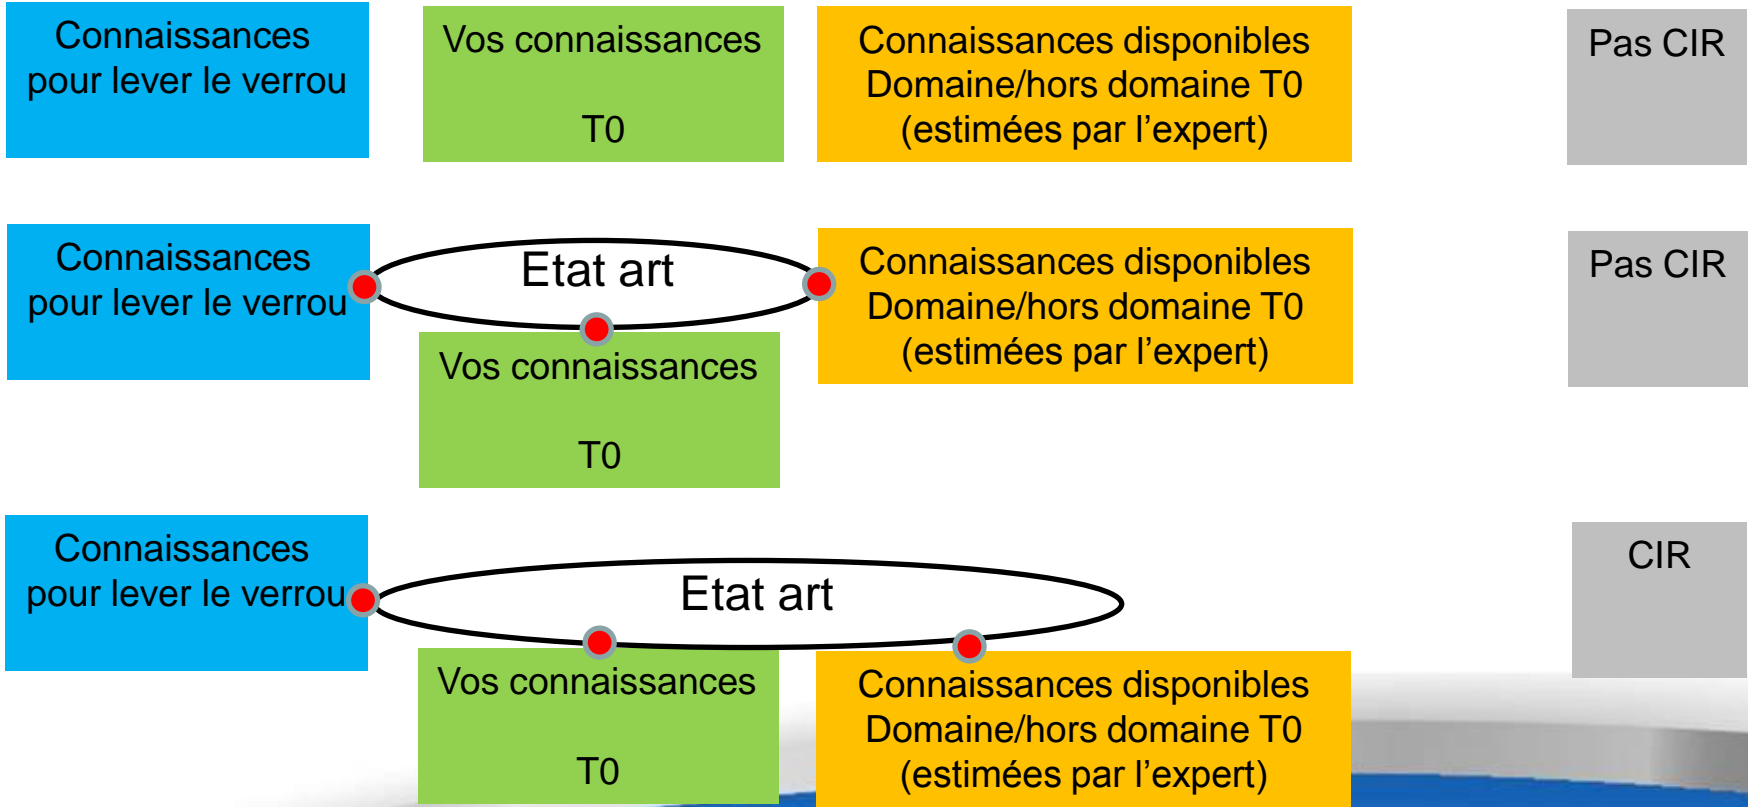 Connaissances
pour lever le verrou
Vos connaissances
T0
Connaissances disponibles
Domaine/hors domaine T0
(estimées par l'expert)
Pas CIR
Connaissances
pour lever le verrou
Etat art
Vos connaissances
T0
Connaissances disponibles
Domaine/hors domaine T0
(estimées par l'expert)
Pas CIR
Connaissances
pour lever le verrou
Etat art
Vos connaissances
T0
Connaissances disponibles
Domaine/hors domaine T0
(estimées par l'expert)
CIR